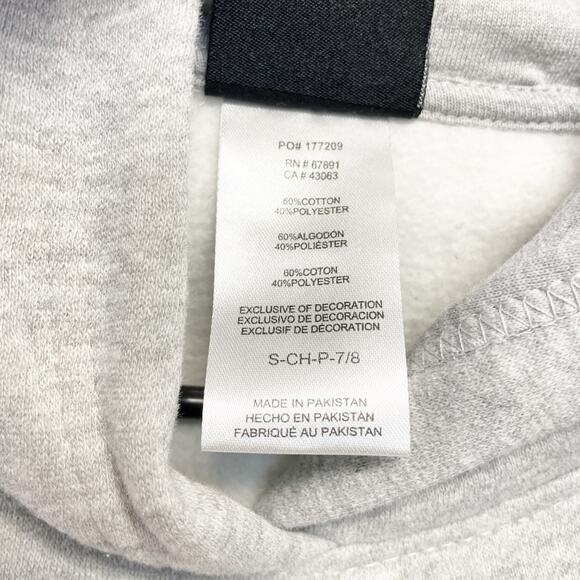 PO# 177209
RN # 67891
CA # 43063
60%COTTON
40%POLYESTER
60%ALGODÓN
40%POLIÉSTER
60%COTON
40%POLYESTER
EXCLUSIVE OF DECORATION
EXCLUSIVO DE DECORACION
EXCLUSIF DE DÉCORATION
S-CH-P-7/8
MADE IN PAKISTAN
HECHO EN PAKISTÁN
FABRIQUÉ AU PAKISTAN